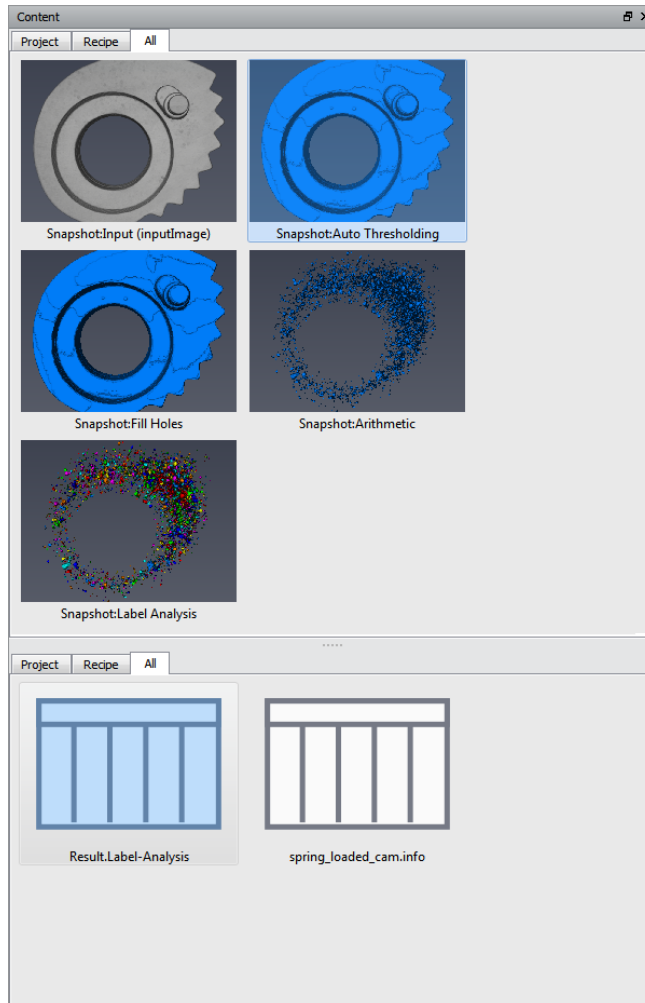 Content
Project Recipe All
Snapshot:Input (inputImage) Snapshot:Auto Thresholding
Snapshot:Fill Holes Snapshot:Arithmetic
Snapshot:Label Analysis
Project Recipe All
Result.Label-Analysis spring_loaded_cam.info